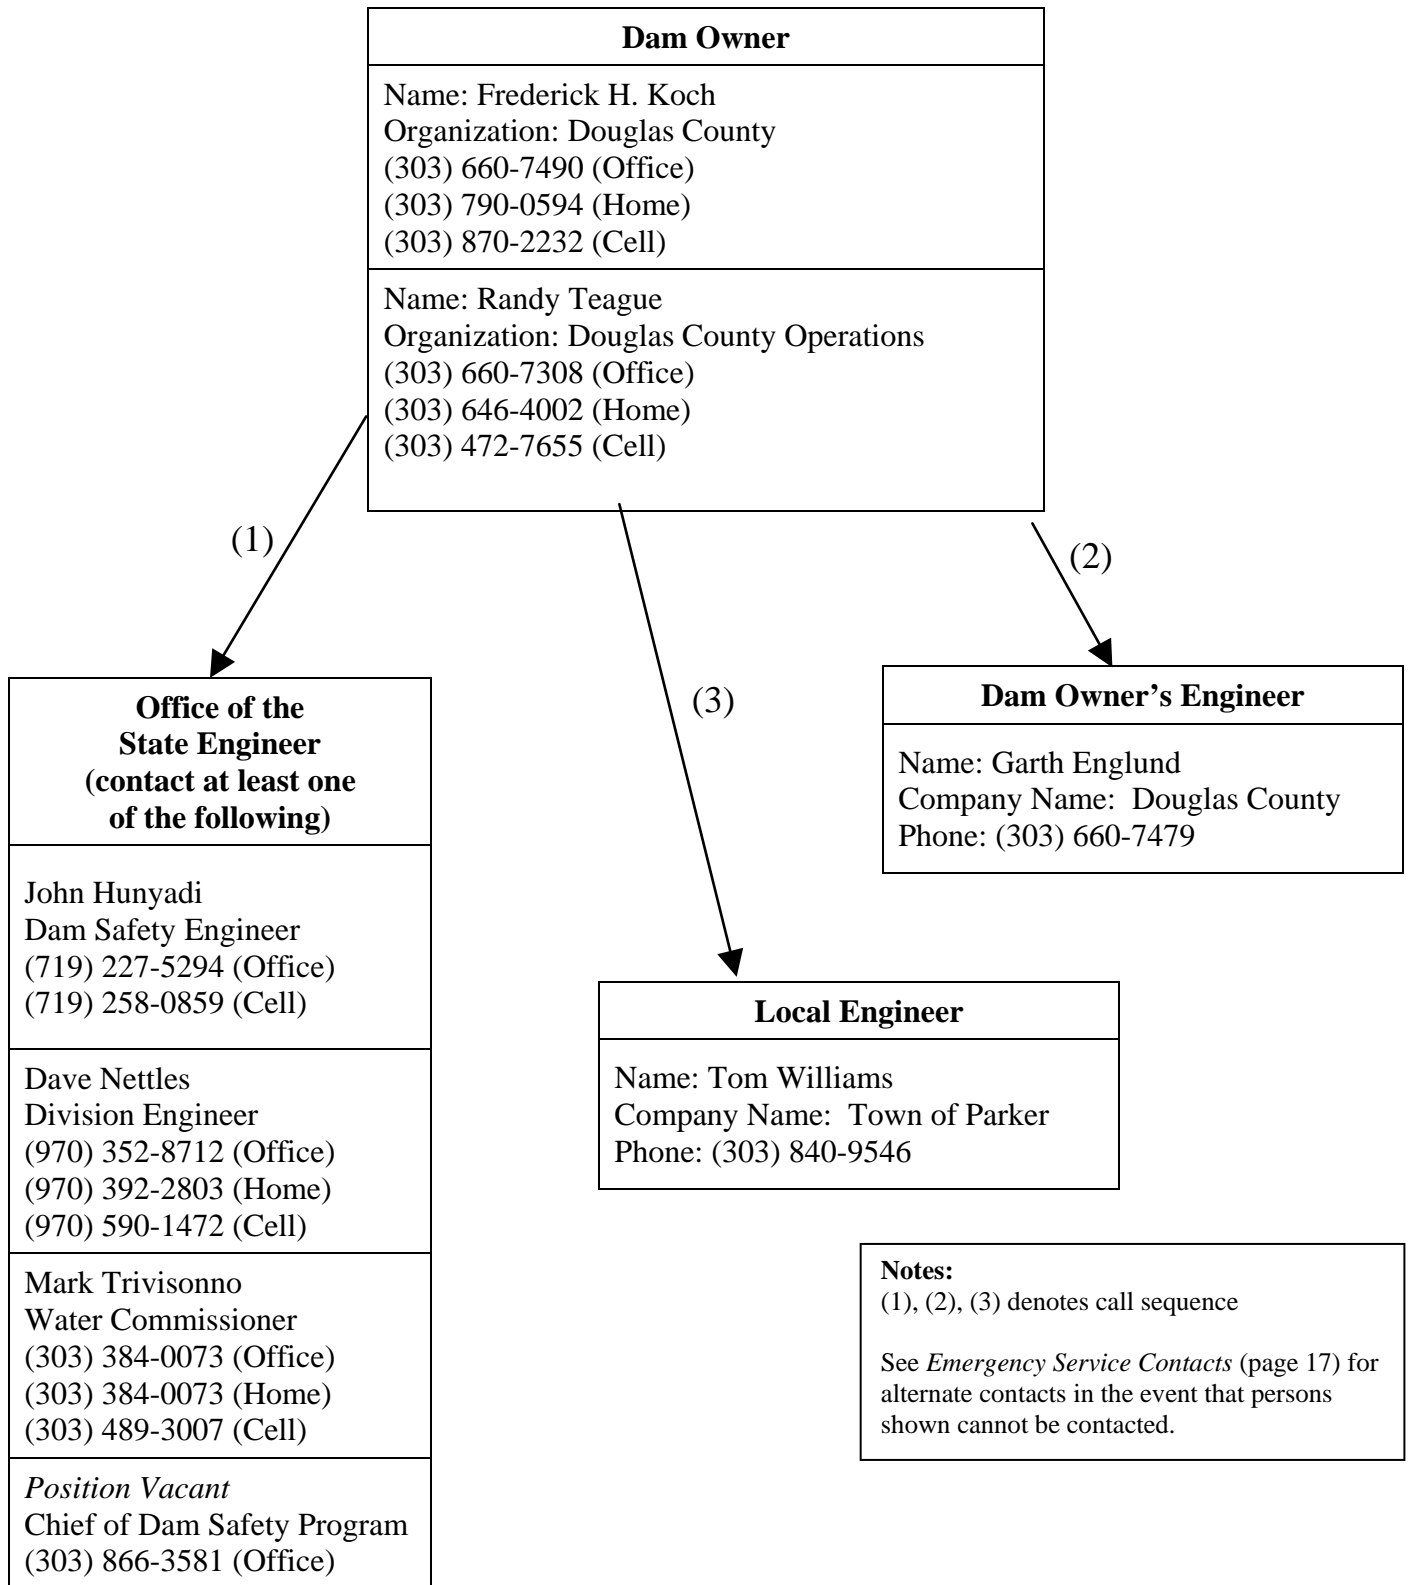 Dam Owner
Name: Frederick H. Koch
Organization: Douglas County
(303) 660-7490 (Office)
(303) 790-0594 (Home)
(303) 870-2232 (Cell)
Name: Randy Teague
Organization: Douglas County Operations
(303) 660-7308 (Office)
(303) 646-4002 (Home)
(303) 472-7655 (Cell)
(1)
(2)
(3)
Office of the
State Engineer
(contact at least one
of the following)
John Hunyadi
Dam Safety Engineer
(719) 227-5294 (Office)
(719) 258-0859 (Cell)
Dave Nettles
Division Engineer
(970) 352-8712 (Office)
(970) 392-2803 (Home)
(970) 590-1472 (Cell)
Mark Trivisonno
Water Commissioner
(303) 384-0073 (Office)
(303) 384-0073 (Home)
(303) 489-3007 (Cell)
Position Vacant
Chief of Dam Safety Program
(303) 866-3581 (Office)
Dam Owner’s Engineer
Name: Garth Englund
Company Name:  Douglas County
Phone: (303) 660-7479
Local Engineer
Name: Tom Williams
Company Name:  Town of Parker
Phone: (303) 840-9546
Notes:
(1), (2), (3) denotes call sequence
See Emergency Service Contacts (page 17) for
alternate contacts in the event that persons
shown cannot be contacted.